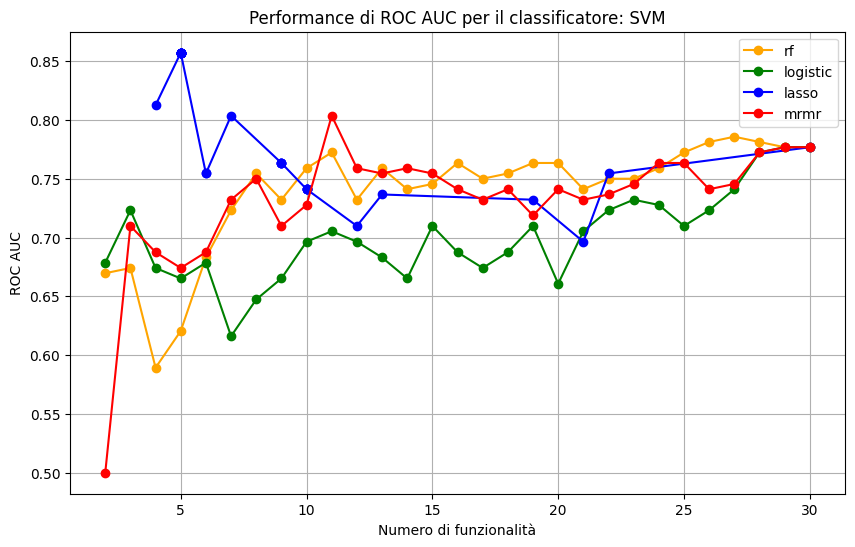 Performance di ROC AUC per il classificatore: SVM
rf
logistic
lasso
mrmr
0.85
0.80
0.75
0.70
0.65
0.60
0.55
0.50
ROC AUC
5 10 15 20 25 30
Numero di funzionalità